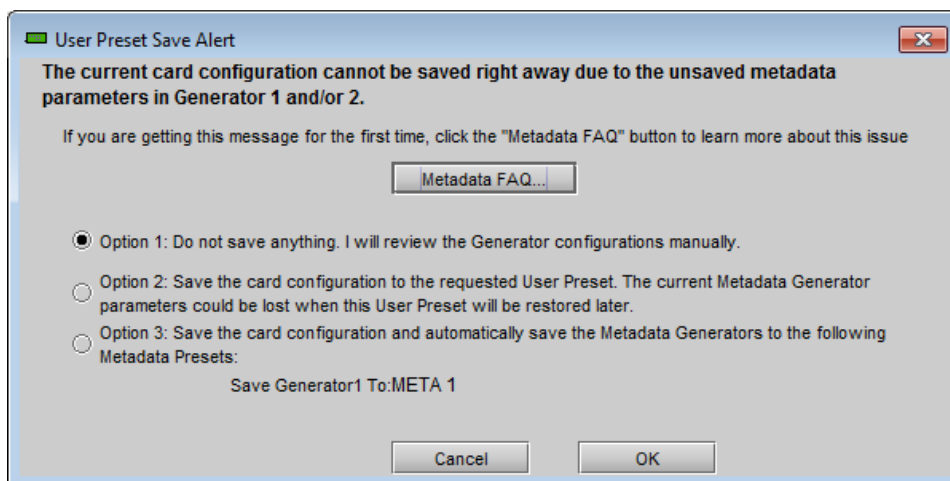 User Preset Save Alert
The current card configuration cannot be saved right away due to the unsaved metadata
parameters in Generator 1 and/or 2.
If you are getting this message for the first time, click the "Metadata FAQ" button to learn more about this issue
Metadata FAQ...
Option 1: Do not save anything. I will review the Generator configurations manually.
Option 2: Save the card configuration to the requested User Preset. The current Metadata Generator
parameters could be lost when this User Preset will be restored later.
Option 3: Save the card configuration and automatically save the Metadata Generators to the following
Metadata Presets:
Save Generator1 To:META 1
Cancel OK